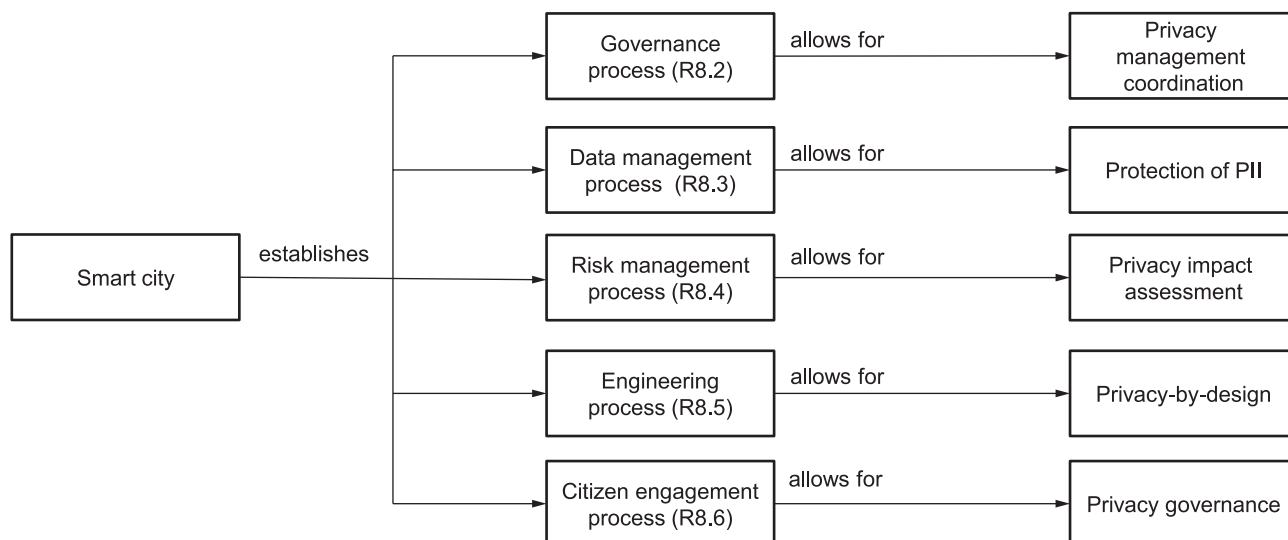 Governance
process (R8.2)
allows for
Privacy
management
coordination
Data management
process (R8.3)
allows for
Protection of PII
Smart city
establishes
Risk management
process (R8.4)
allows for
Privacy impact
assessment
Engineering
process (R8.5)
allows for
Privacy-by-design
Citizen engagement
process (R8.6)
allows for
Privacy governance